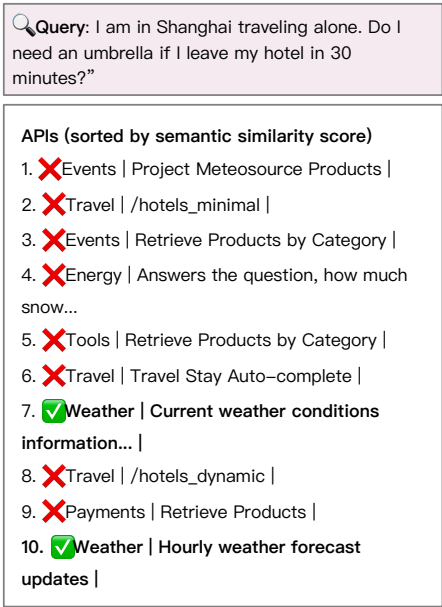 🔍Query: I am in Shanghai traveling alone. Do I
need an umbrella if I leave my hotel in 30
minutes?”
APIs (sorted by semantic similarity score)
1. ❌Events | Project Meteosource Products |
2. ❌Travel | /hotels_minimal |
3. ❌Events | Retrieve Products by Category |
4. ❌Energy | Answers the question, how much
snow...
5. ❌Tools | Retrieve Products by Category |
6. ❌Travel | Travel Stay Auto-complete |
7. ✅Weather | Current weather conditions
information... |
8. ❌Travel | /hotels_dynamic |
9. ❌Payments | Retrieve Products |
10. ✅Weather | Hourly weather forecast
updates |